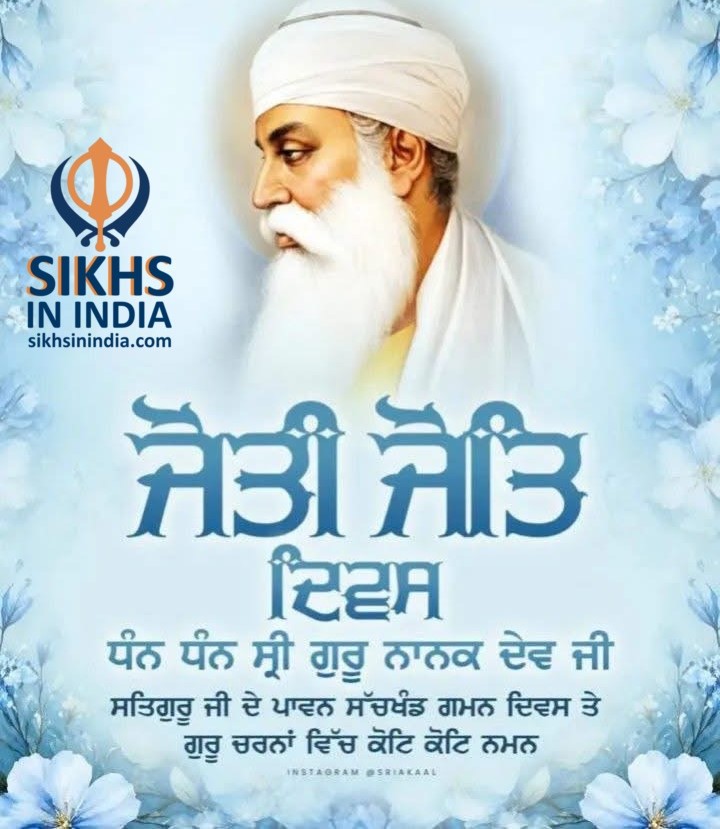 SIKHS
IN INDIA
sikhsinindia.com
ਜੋਤੀ ਜੋਤਿ
ਦਿਵਸ
ਧੰਨ ਧੰਨ ਸ੍ਰੀ ਗੁਰੂ ਨਾਨਕ ਦੇਵ ਜੀ
ਸਤਿਗੁਰੂ ਜੀ ਦੇ ਪਾਵਨ ਸੱਚਖੰਡ ਗਮਨ ਦਿਵਸ ਤੇ
ਗੁਰੂ ਚਰਨਾਂ ਵਿੱਚ ਕੋਟਿ ਕੋਟਿ ਨਮਨ
INSTAGRAM @SRIAKAAL